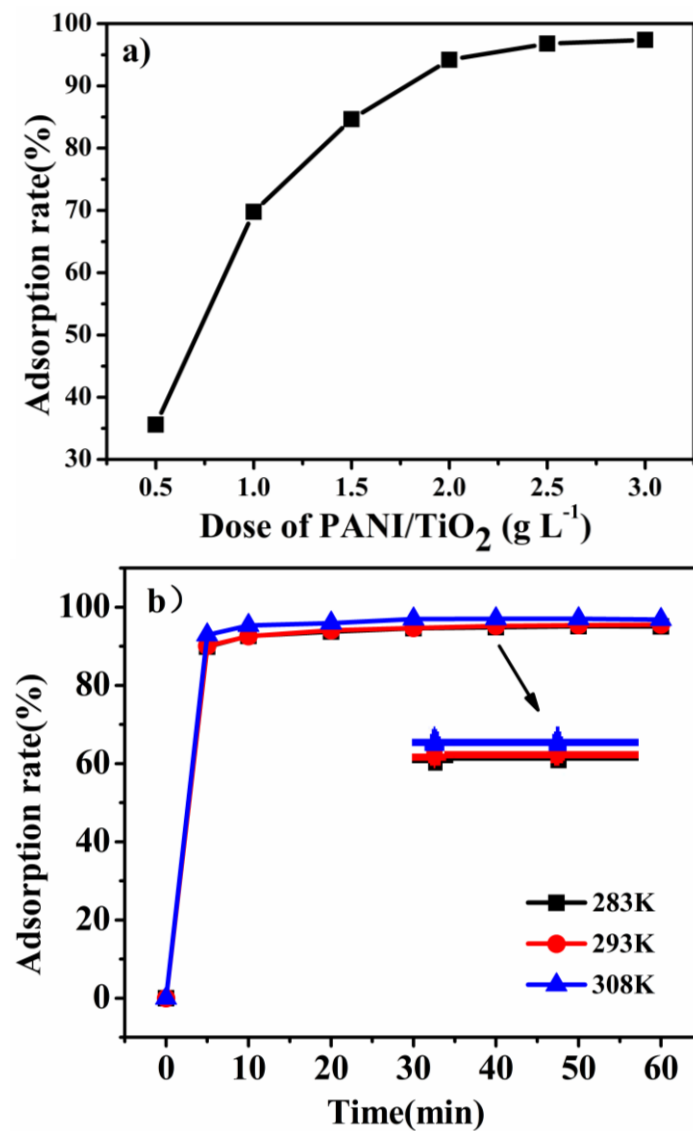 a)
Adsorption rate(%)
100
90
80
70
60
50
40
30
0.5 1.0 1.5 2.0 2.5 3.0
Dose of PANI/TiO₂ (g L⁻¹)
b）
Adsorption rate(%)
100
80
60
40
20
0
283K
293K
308K
0 10 20 30 40 50 60
Time(min)